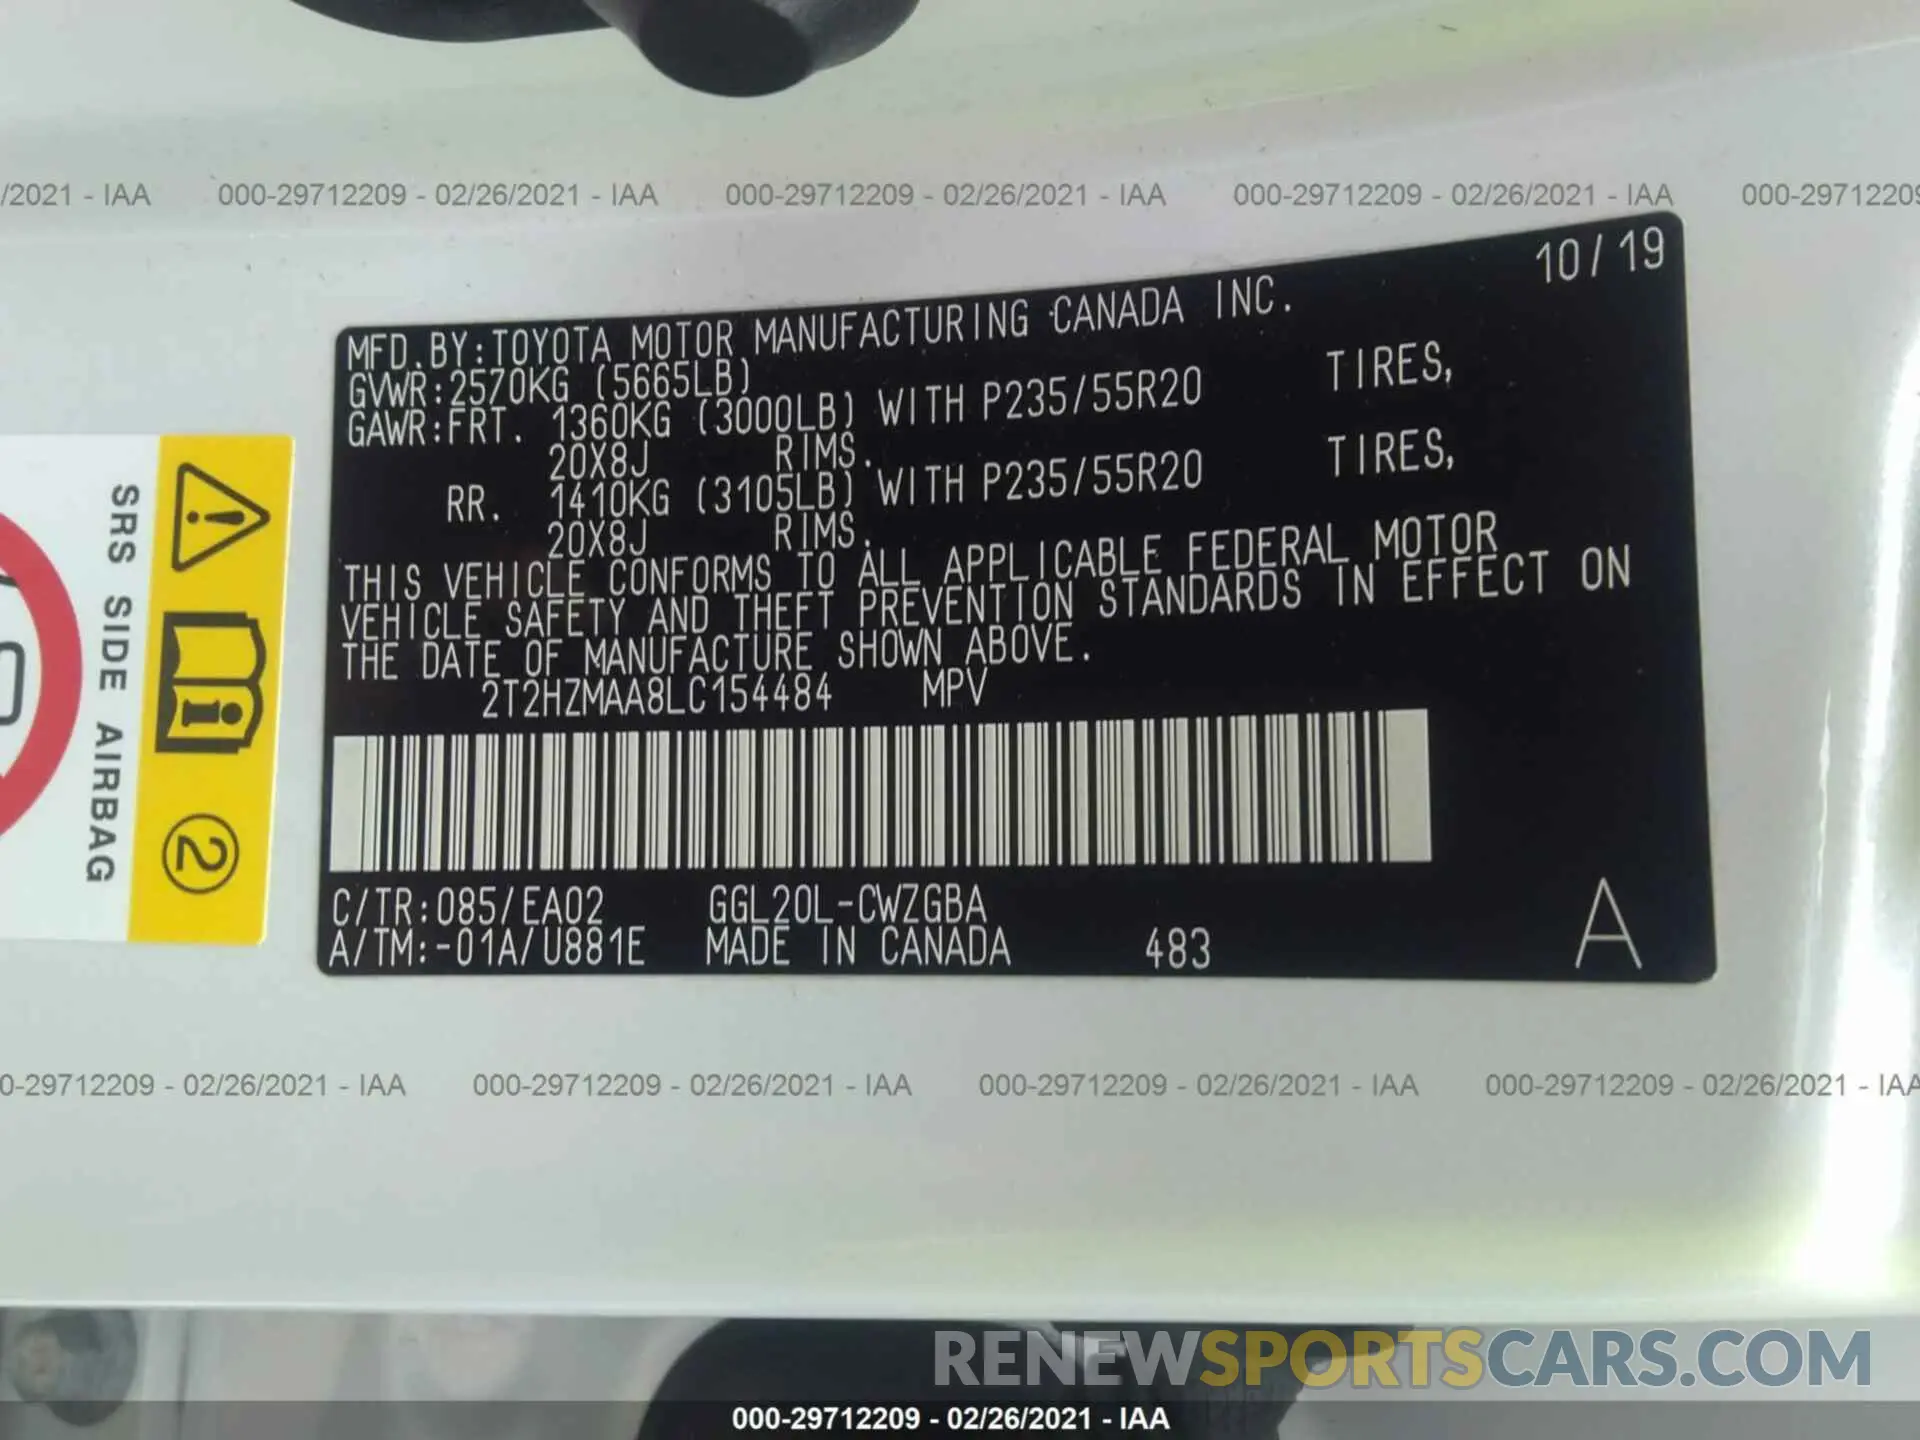 /2021 - IAA 000-29712209 - 02/26/2021 - IAA 000-29712209 - 02/26/2021 - IAA 000-29712209 - 02/26/2021 - IAA 000-29712209
10/19
MFD.BY:TOYOTA MOTOR MANUFACTURING CANADA INC.
GVWR:2570KG (5665LB)
GAWR:FRT. 1360KG (3000LB) WITH P235/55R20 TIRES,
20X8J RIMS.
RR. 1410KG (3105LB) WITH P235/55R20 TIRES,
20X8J RIMS.
THIS VEHICLE CONFORMS TO ALL APPLICABLE FEDERAL MOTOR
VEHICLE SAFETY AND THEFT PREVENTION STANDARDS IN EFFECT ON
THE DATE OF MANUFACTURE SHOWN ABOVE.
2T2HZMAA8LC154484 MPV
C/TR:085/EA02 GGL20L-CWZGBA
A/TM:-01A/U881E MADE IN CANADA 483 A
SRS SIDE AIRBAG
2
0-29712209 - 02/26/2021 - IAA 000-29712209 - 02/26/2021 - IAA 000-29712209 - 02/26/2021 - IAA 000-29712209 - 02/26/2021 - IAA
RENEWSPORTSCARS.COM
000-29712209 - 02/26/2021 - IAA